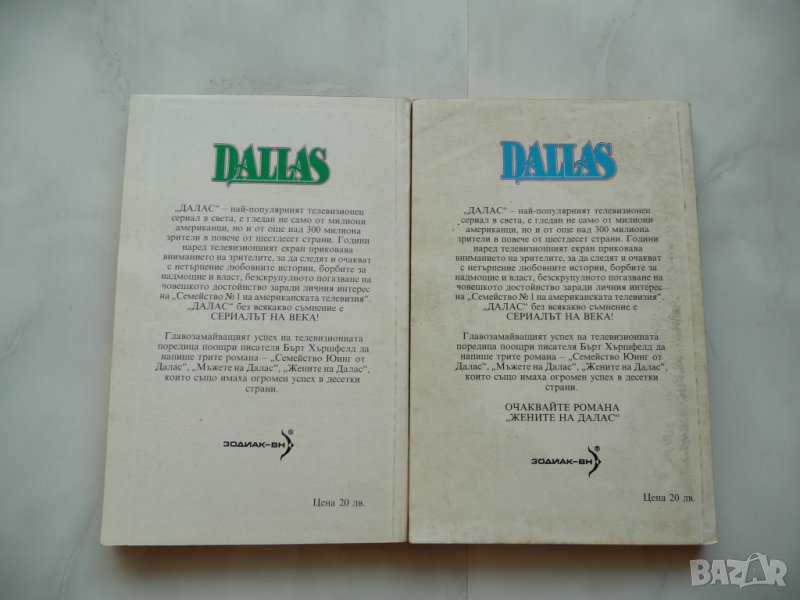 DALLAS
„ДАЛАС“ – най-популярният телевизионен
сериал в света, е гледан не само от милиони
американци, но и от още над 300 милиона
зрители в повече от шестдесет страни. Години
наред телевизионният екран приковава
вниманието на зрителите, за да следят и очакват
с нетърпение любовните истории, борбите за
надмощие и власт, безскрупулното погазване на
човешкото достойнство заради личния интерес
на „Семейство № 1 на американската телевизия“.
„ДАЛАС“ без всякакво съмнение е
СЕРИАЛЪТ НА ВЕКА!
Главозамайващият успех на телевизионната
поредица поощри писателя Бърт Хършфелд да
напише трите романа – „Семейство Юинг от
Далас“, „Мъжете на Далас“, „Жените на Далас“,
които също имаха огромен успех в десетки
страни.
ЗОДИАК-ВН ®
Цена 20 лв.
DALLAS
„ДАЛАС“ – най-популярният телевизионен
сериал в света, е гледан не само от милиони
американци, но и от още над 300 милиона
зрители в повече от шестдесет страни. Години
наред телевизионният екран приковава
вниманието на зрителите, за да следят и очакват
с нетърпение любовните истории, борбите за
надмощие и власт, безскрупулното погазване на
човешкото достойнство заради личния интерес
на „Семейство № 1 на американската телевизия“.
„ДАЛАС“ без всякакво съмнение е
СЕРИАЛЪТ НА ВЕКА!
Главозамайващият успех на телевизионната
поредица поощри писателя Бърт Хършфелд да
напише трите романа – „Семейство Юинг от
Далас“, „Мъжете на Далас“, „Жените на Далас“,
които също имаха огромен успех в десетки
страни.
ОЧАКВАЙТЕ РОМАНА
„ЖЕНИТЕ НА ДАЛАС“
ЗОДИАК-ВН ®
Цена 20 лв.
BAZAR